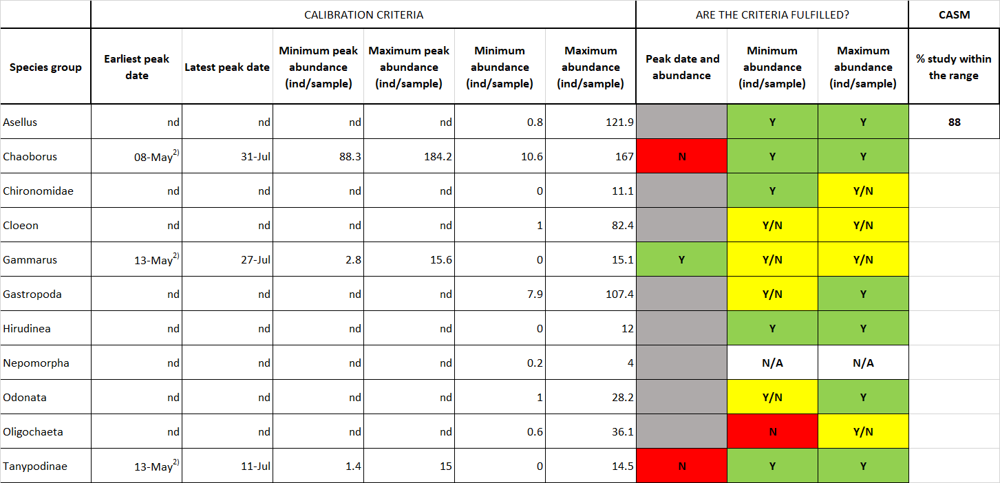 CALIBRATION CRITERIA ARE THE CRITERIA FULFILLED? CASM
Species group Earliest peak date Latest peak date Minimum peak abundance (ind/sample) Maximum peak abundance (ind/sample) Minimum abundance (ind/sample) Maximum abundance (ind/sample) Peak date and abundance Minimum abundance (ind/sample) Maximum abundance (ind/sample) % study within the range
Asellus nd nd nd nd 0.8 121.9 Y Y 88
Chaoborus 08-May2) 31-Jul 88.3 184.2 10.6 167 N Y Y
Chironomidae nd nd nd nd 0 11.1 Y Y/N
Cloeon nd nd nd nd 1 82.4 Y/N Y/N
Gammarus 13-May2) 27-Jul 2.8 15.6 0 15.1 Y Y/N Y/N
Gastropoda nd nd nd nd 7.9 107.4 Y/N Y
Hirudinea nd nd nd nd 0 12 Y Y
Nepomorpha nd nd nd nd 0.2 4 N/A N/A
Odonata nd nd nd nd 1 28.2 Y/N Y
Oligochaeta nd nd nd nd 0.6 36.1 N Y/N
Tanypodinae 13-May2) 11-Jul 1.4 15 0 14.5 N Y Y